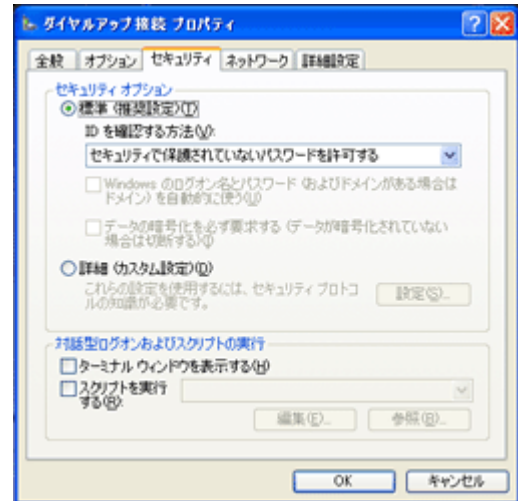 ダイヤルアップ接続 プロパティ
全般 オプション セキュリティ ネットワーク 詳細設定
セキュリティ オプション
標準 (推奨設定)(T)
ID を確認する方法(V):
セキュリティで保護されていないパスワードを許可する
Windows のログオン名とパスワード (およびドメインがある場合は
ドメイン) を自動的に使う(U)
データの暗号化を必ず要求する (データが暗号化されていない
場合は切断する)(I)
詳細 (カスタム設定)(D)
これらの設定を使用するには、セキュリティ プロトコ
ルの知識が必要です。
設定(S)...
対話型ログオンおよびスクリプトの実行
ターミナル ウィンドウを表示する(H)
スクリプトを実行
する(R):
編集(E)... 参照(B)...
OK キャンセル